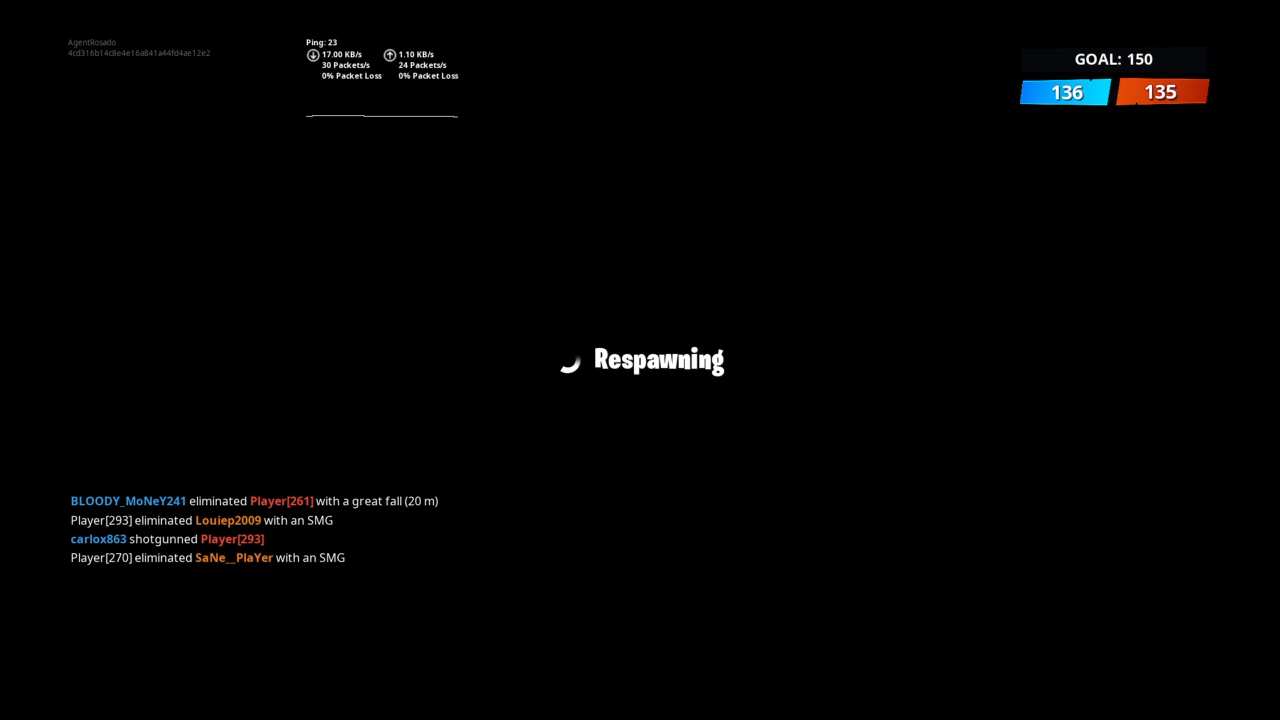 AgentRosado
4cd316b14c8e4e16a841a44fd4ae12e2
Ping: 23
17.00 KB/s 1.10 KB/s
30 Packets/s 24 Packets/s
0% Packet Loss 0% Packet Loss
GOAL: 150
136 135
Respawning
BLOODY_MoNeY241 eliminated Player[261] with a great fall (20 m)
Player[293] eliminated Louiep2009 with an SMG
carlox863 shotgunned Player[293]
Player[270] eliminated SaNe__PlaYer with an SMG